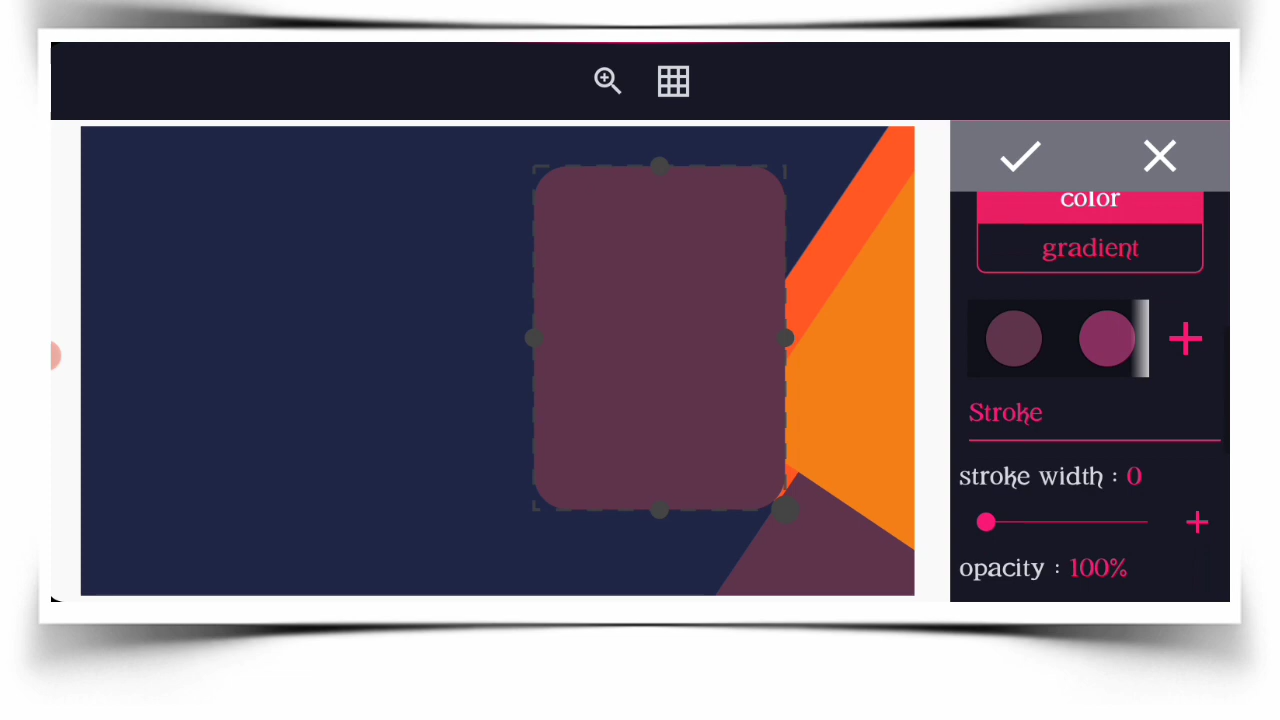 color
gradient
Stroke
stroke width : 0
opacity : 100%